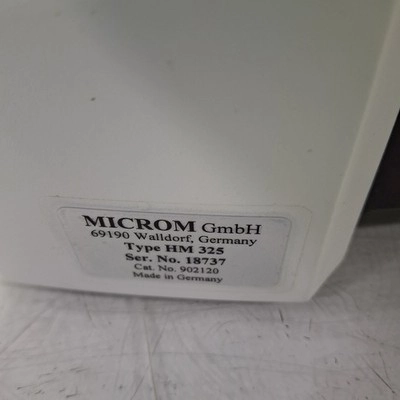 MICROM GmbH
69190 Walldorf, Germany
Type HM 325
Ser. No. 18737
Cat. No. 902120
Made in Germany